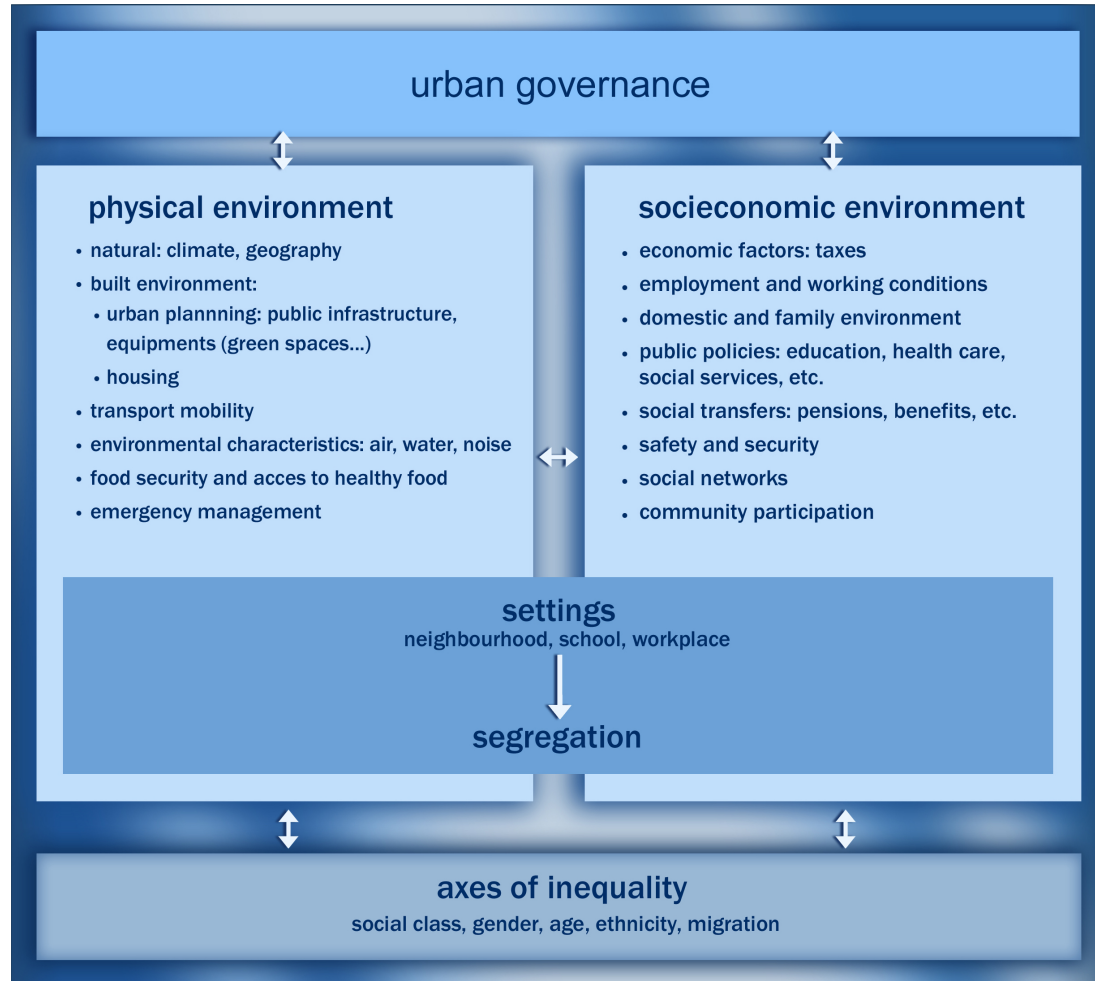 urban governance
physical environment
• natural: climate, geography
• built environment:
• urban plannning: public infrastructure,
equipments (green spaces...)
• housing
• transport mobility
• environmental characteristics: air, water, noise
• food security and acces to healthy food
• emergency management
socieconomic environment
• economic factors: taxes
• employment and working conditions
• domestic and family environment
• public policies: education, health care,
social services, etc.
• social transfers: pensions, benefits, etc.
• safety and security
• social networks
• community participation
settings
neighbourhood, school, workplace
segregation
axes of inequality
social class, gender, age, ethnicity, migration